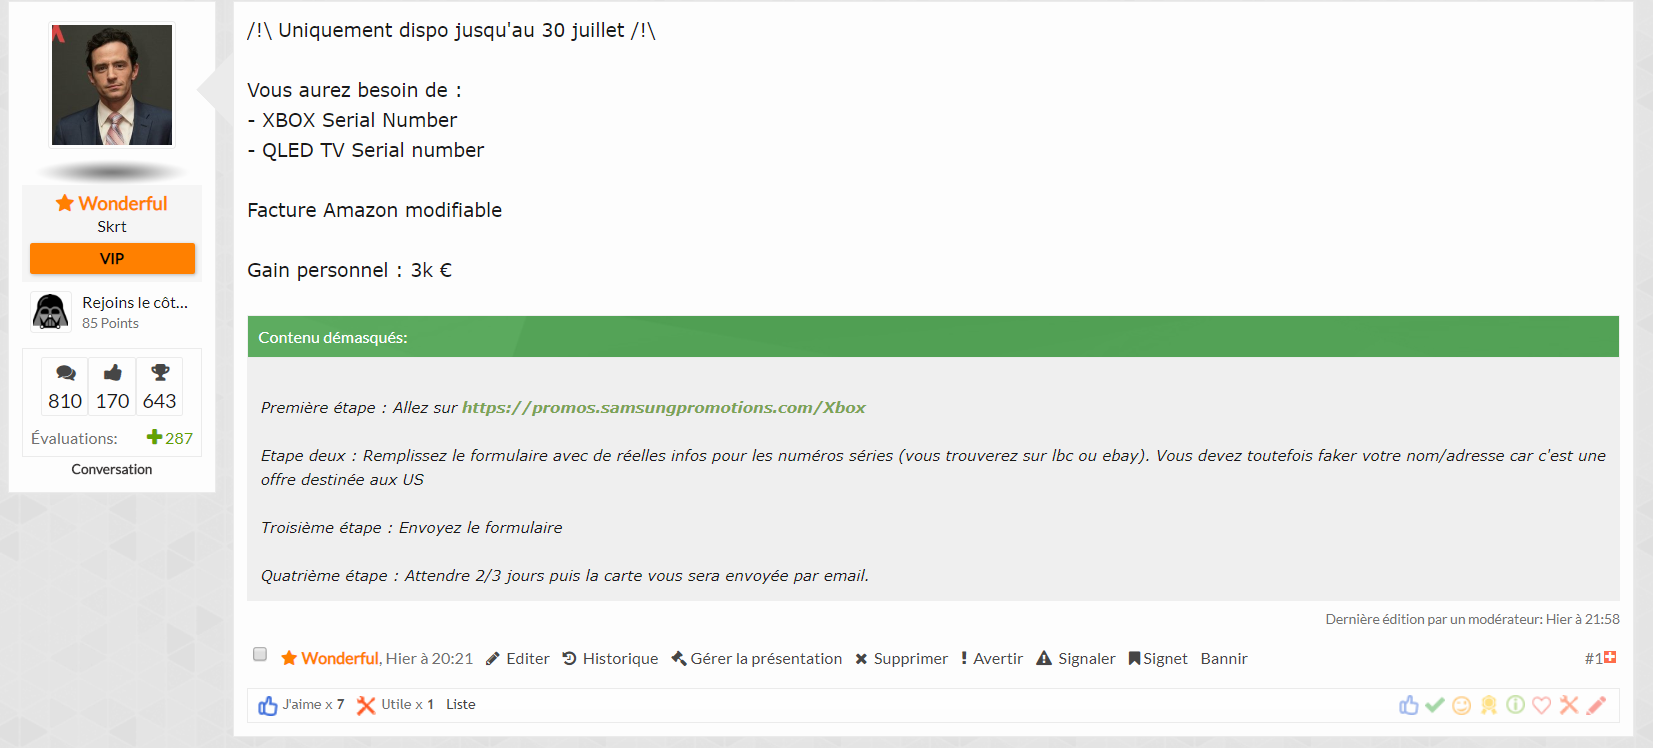 /!\ Uniquement dispo jusqu'au 30 juillet /!\
Vous aurez besoin de :
- XBOX Serial Number
- QLED TV Serial number
Facture Amazon modifiable
Gain personnel : 3k €
Wonderful
Skrt
VIP
Rejoins le côt...
85 Points
810 170 643
Évaluations: 287
Conversation
Contenu démasqués:
Première étape : Allez sur https://promos.samsungpromotions.com/Xbox
Etape deux : Remplissez le formulaire avec de réelles infos pour les numéros séries (vous trouverez sur lbc ou ebay). Vous devez toutefois faker votre nom/adresse car c'est une
offre destinée aux US
Troisième étape : Envoyez le formulaire
Quatrième étape : Attendre 2/3 jours puis la carte vous sera envoyée par email.
Dernière édition par un modérateur: Hier à 21:58
Wonderful, Hier à 20:21 Editer Historique Gérer la présentation Supprimer Avertir Signaler Signet Bannir #1
J'aime x 7 Utile x 1 Liste